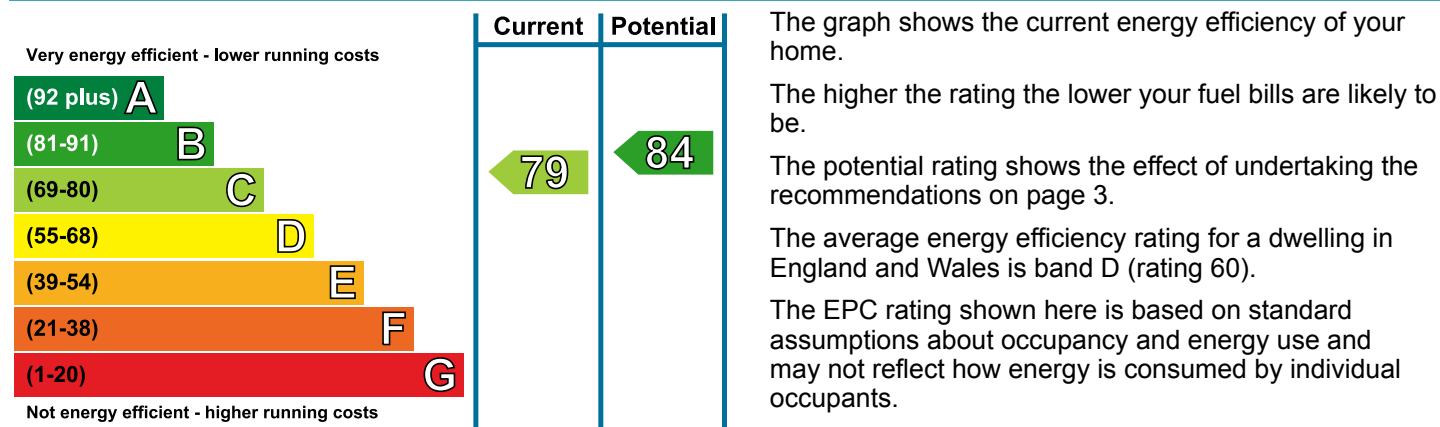 Current Potential
Very energy efficient - lower running costs
(92 plus) A
(81-91) B
(69-80) C
(55-68) D
(39-54) E
(21-38) F
(1-20) G
Not energy efficient - higher running costs
79
84
The graph shows the current energy efficiency of your
home.
The higher the rating the lower your fuel bills are likely to
be.
The potential rating shows the effect of undertaking the
recommendations on page 3.
The average energy efficiency rating for a dwelling in
England and Wales is band D (rating 60).
The EPC rating shown here is based on standard
assumptions about occupancy and energy use and
may not reflect how energy is consumed by individual
occupants.